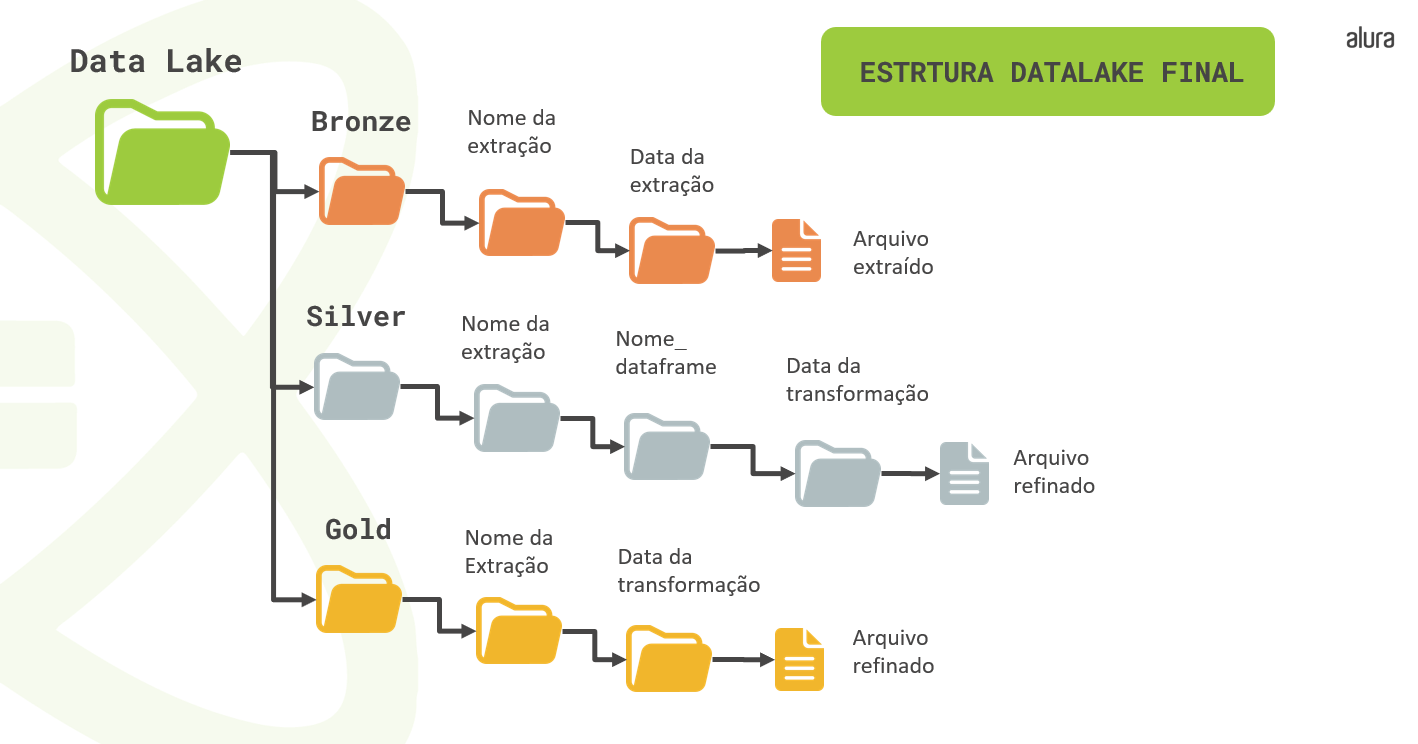 Data Lake
ESTRTURA DATALAKE FINAL
alura
Bronze
Nome da
extração
Data da
extração
Arquivo
extraído
Silver
Nome da
extração
Nome_
dataframe
Data da
transformação
Arquivo
refinado
Gold
Nome da
Extração
Data da
transformação
Arquivo
refinado